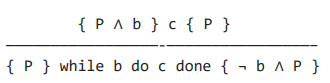 { P ∧ b } c { P }
{ P } while b do c done { ¬ b ∧ P }